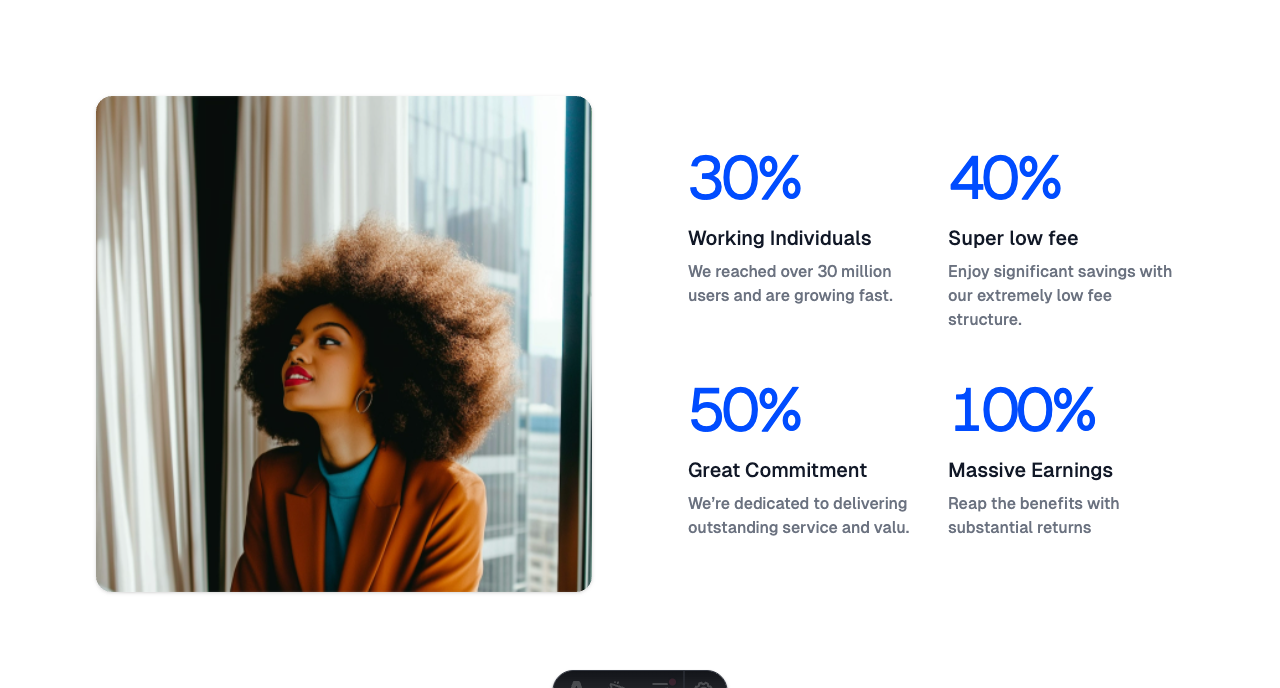 30%
Working Individuals
We reached over 30 million
users and are growing fast.
40%
Super low fee
Enjoy significant savings with
our extremely low fee
structure.
50%
Great Commitment
We’re dedicated to delivering
outstanding service and valu.
100%
Massive Earnings
Reap the benefits with
substantial returns